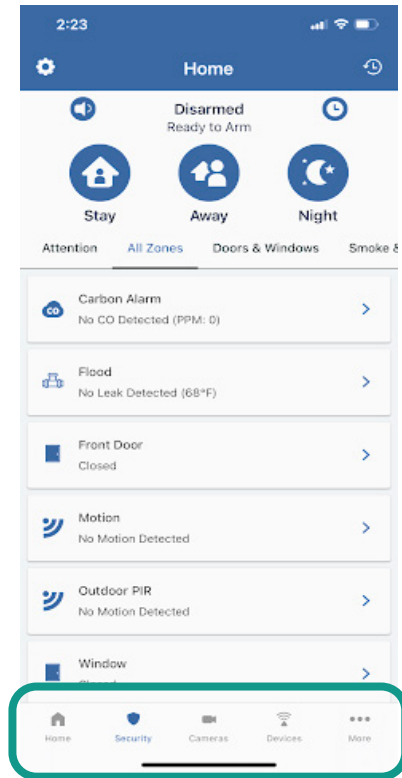 2:23
Home
Disarmed
Ready to Arm
Stay Away Night
Attention All Zones Doors & Windows Smoke &
CO Carbon Alarm
No CO Detected (PPM: 0)
Flood
No Leak Detected (68°F)
Front Door
Closed
Motion
No Motion Detected
Outdoor PIR
No Motion Detected
Window
Home Security Cameras Devices More